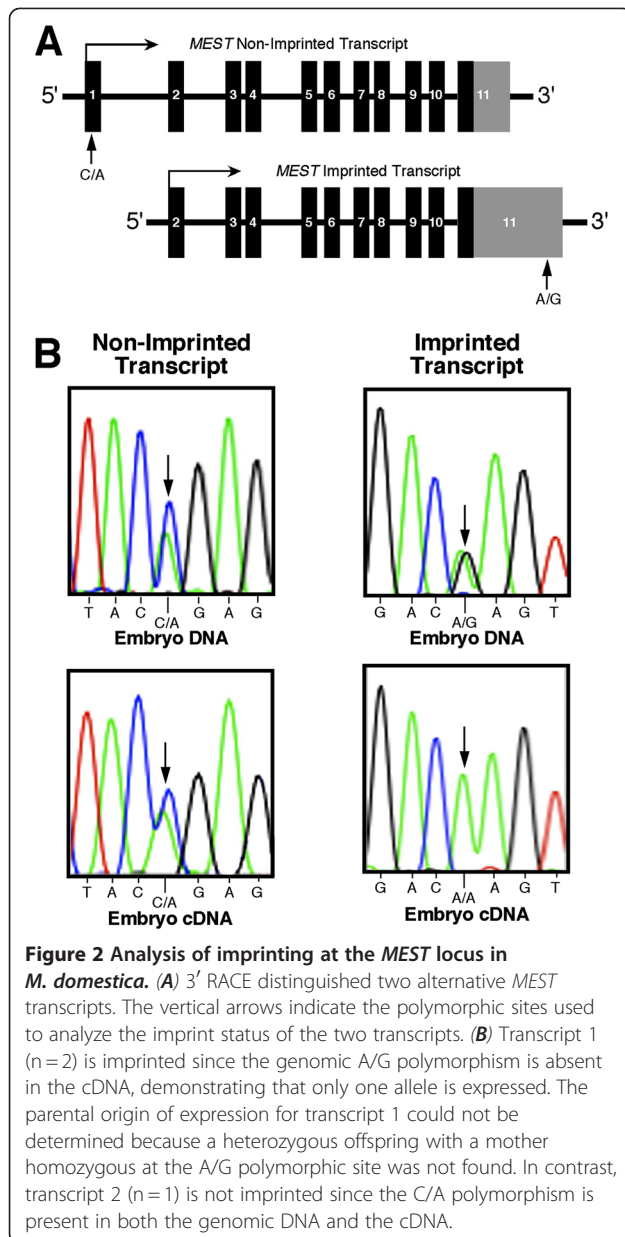 A
MEST Non-Imprinted Transcript
5' 1 2 3 4 5 6 7 8 9 10 11 3'
C/A
MEST Imprinted Transcript
5' 2 3 4 5 6 7 8 9 10 11 3'
A/G
B
Non-Imprinted Transcript
Imprinted Transcript
T A C C/A G A G
Embryo DNA
G A C A/G A G T
Embryo DNA
T A C C/A G A G
Embryo cDNA
G A C A/A A G T
Embryo cDNA
Figure 2 Analysis of imprinting at the MEST locus in
M. domestica. (A) 3′ RACE distinguished two alternative MEST
transcripts. The vertical arrows indicate the polymorphic sites used
to analyze the imprint status of the two transcripts. (B) Transcript 1
(n = 2) is imprinted since the genomic A/G polymorphism is absent
in the cDNA, demonstrating that only one allele is expressed. The
parental origin of expression for transcript 1 could not be
determined because a heterozygous offspring with a mother
homozygous at the A/G polymorphic site was not found. In contrast,
transcript 2 (n = 1) is not imprinted since the C/A polymorphism is
present in both the genomic DNA and the cDNA.